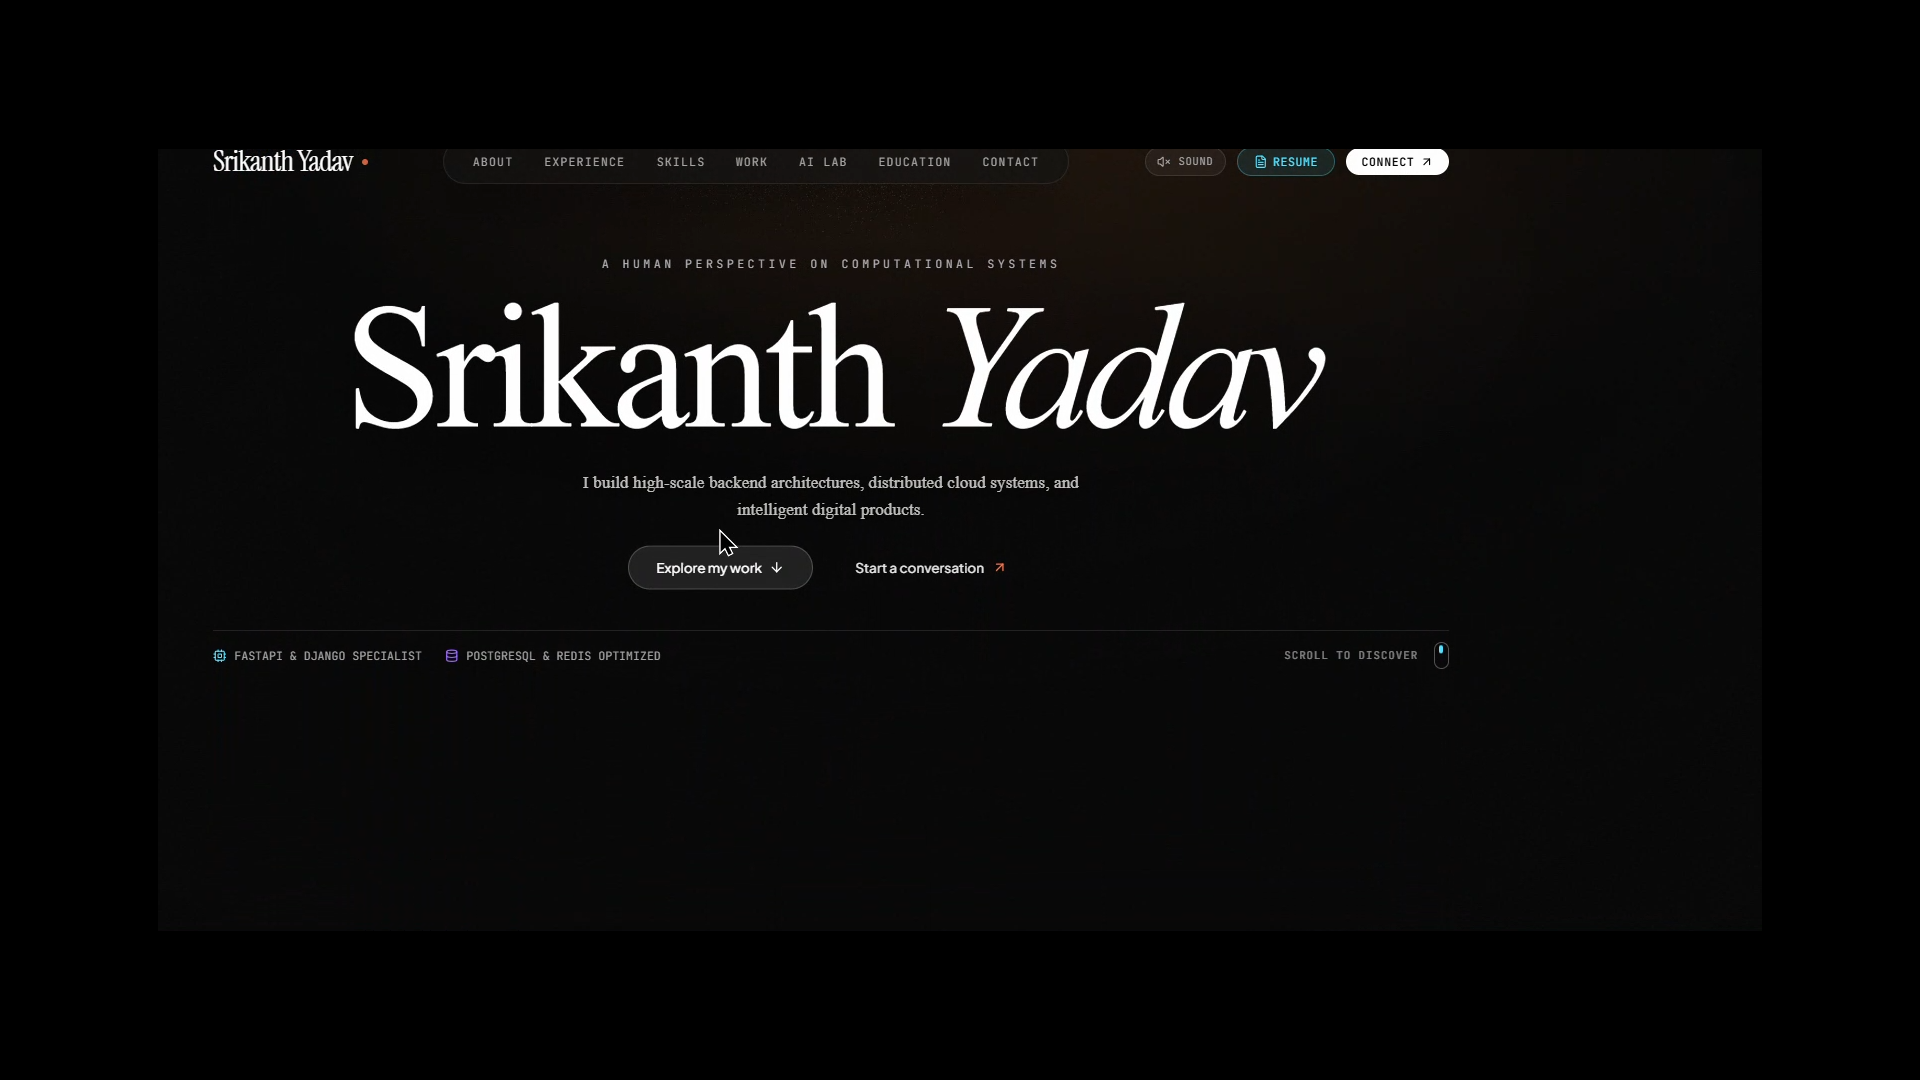 Srikanth Yadav
ABOUT EXPERIENCE SKILLS WORK AI LAB EDUCATION CONTACT
SOUND
RESUME
CONNECT
A HUMAN PERSPECTIVE ON COMPUTATIONAL SYSTEMS
Srikanth Yadav
I build high-scale backend architectures, distributed cloud systems, and
intelligent digital products.
Explore my work
Start a conversation
FASTAPI & DJANGO SPECIALIST
POSTGRESQL & REDIS OPTIMIZED
SCROLL TO DISCOVER